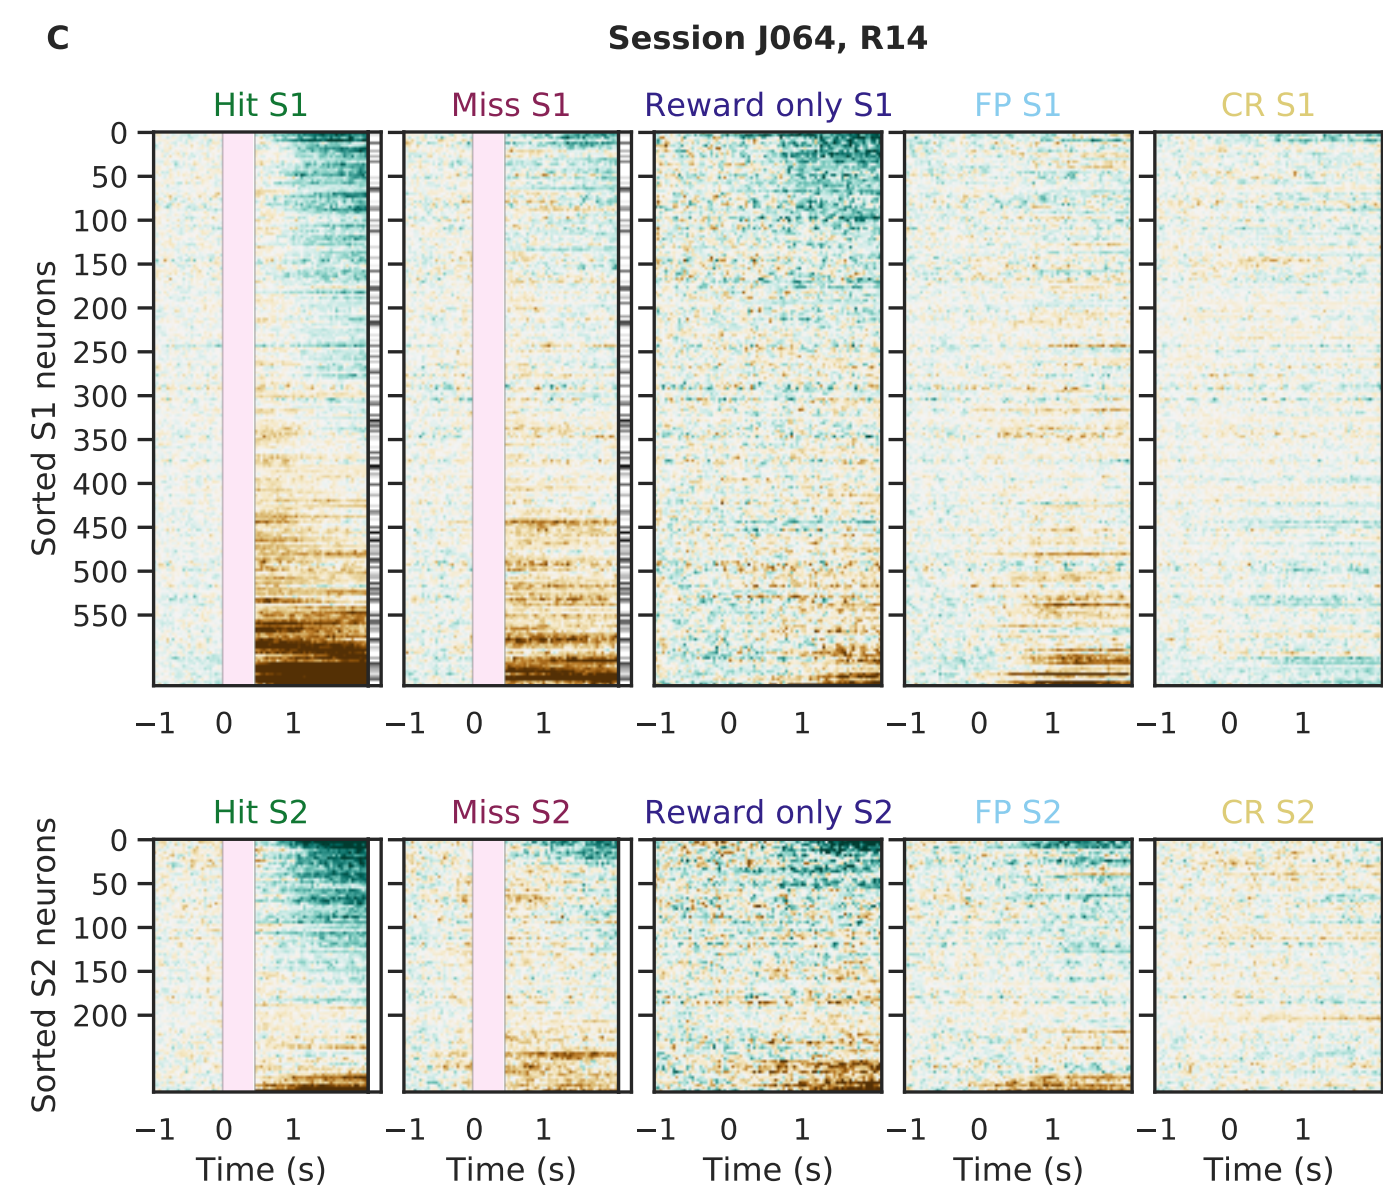 C
Session J064, R14
Hit S1 Miss S1 Reward only S1 FP S1 CR S1
Sorted S1 neurons
0
50
100
150
200
250
300
350
400
450
500
550
−1 0 1 −1 0 1 −1 0 1 −1 0 1 −1 0 1
Hit S2 Miss S2 Reward only S2 FP S2 CR S2
Sorted S2 neurons
0
50
100
150
200
−1 0 1 −1 0 1 −1 0 1 −1 0 1 −1 0 1
Time (s) Time (s) Time (s) Time (s) Time (s)